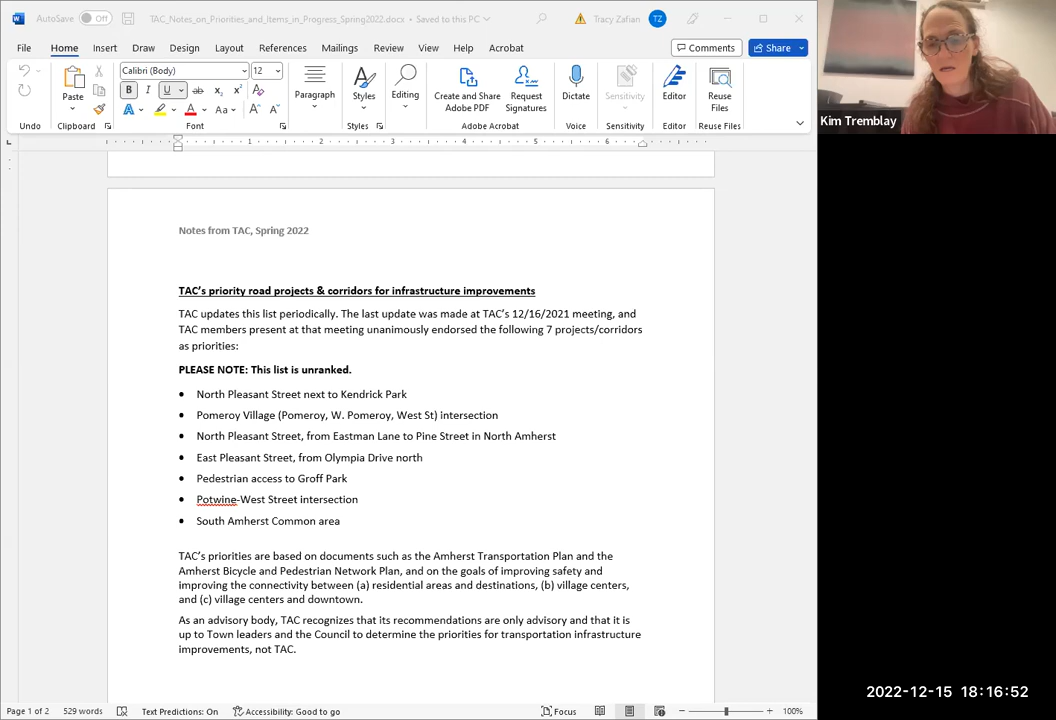 AutoSave Off TAC_Notes_on_Priorities_and_Items_in_Progress_Spring2022.docx • Saved to this PC Tracy Zafian TZ
File Home Insert Draw Design Layout References Mailings Review View Help Acrobat Comments Share
Calibri (Body) 12
Paste Paragraph Styles Editing Create and Share Adobe PDF Request Signatures Dictate Sensitivity Editor Reuse Files
B I U ab x₂ x²
A A Aa A A
Undo Clipboard Font Styles Adobe Acrobat Voice Sensitivity Editor Reuse Files
1 2 3 4 5 6
Kim Tremblay
Notes from TAC, Spring 2022
TAC's priority road projects & corridors for infrastructure improvements
TAC updates this list periodically. The last update was made at TAC's 12/16/2021 meeting, and
TAC members present at that meeting unanimously endorsed the following 7 projects/corridors
as priorities:
PLEASE NOTE: This list is unranked.
• North Pleasant Street next to Kendrick Park
• Pomeroy Village (Pomeroy, W. Pomeroy, West St) intersection
• North Pleasant Street, from Eastman Lane to Pine Street in North Amherst
• East Pleasant Street, from Olympia Drive north
• Pedestrian access to Groff Park
• Potwine-West Street intersection
• South Amherst Common area
TAC's priorities are based on documents such as the Amherst Transportation Plan and the
Amherst Bicycle and Pedestrian Network Plan, and on the goals of improving safety and
improving the connectivity between (a) residential areas and destinations, (b) village centers,
and (c) village centers and downtown.
As an advisory body, TAC recognizes that its recommendations are only advisory and that it is
up to Town leaders and the Council to determine the priorities for transportation infrastructure
improvements, not TAC.
2022-12-15 18:16:52
Page 1 of 2 529 words Text Predictions: On Accessibility: Good to go Focus 100%